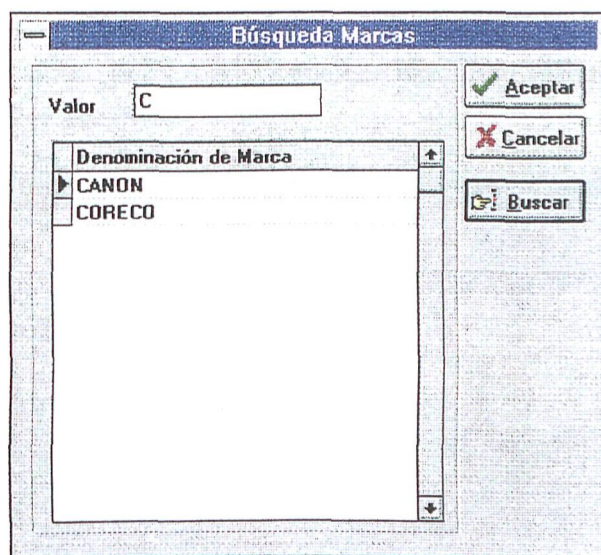 Búsqueda Marcas
Valor C
Aceptar
Cancelar
Buscar
Denominación de Marca
CANON
CORECO